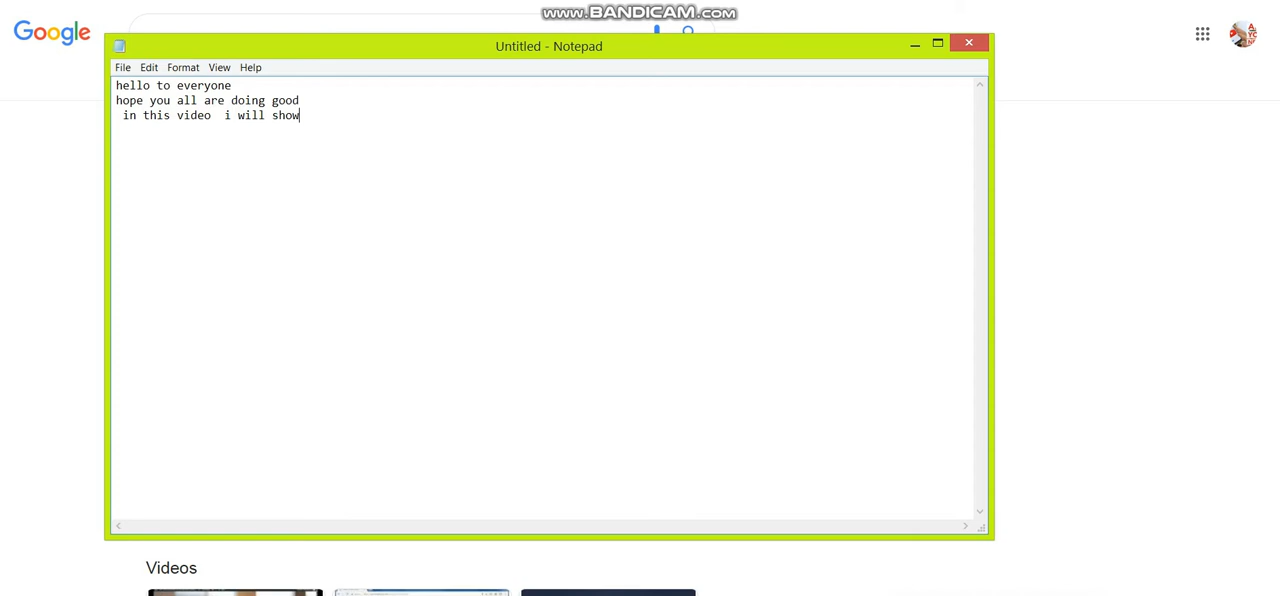 www.BANDICAM.com
Google
Untitled - Notepad
File Edit Format View Help
hello to everyone
hope you all are doing good
 in this video  i will show
Videos